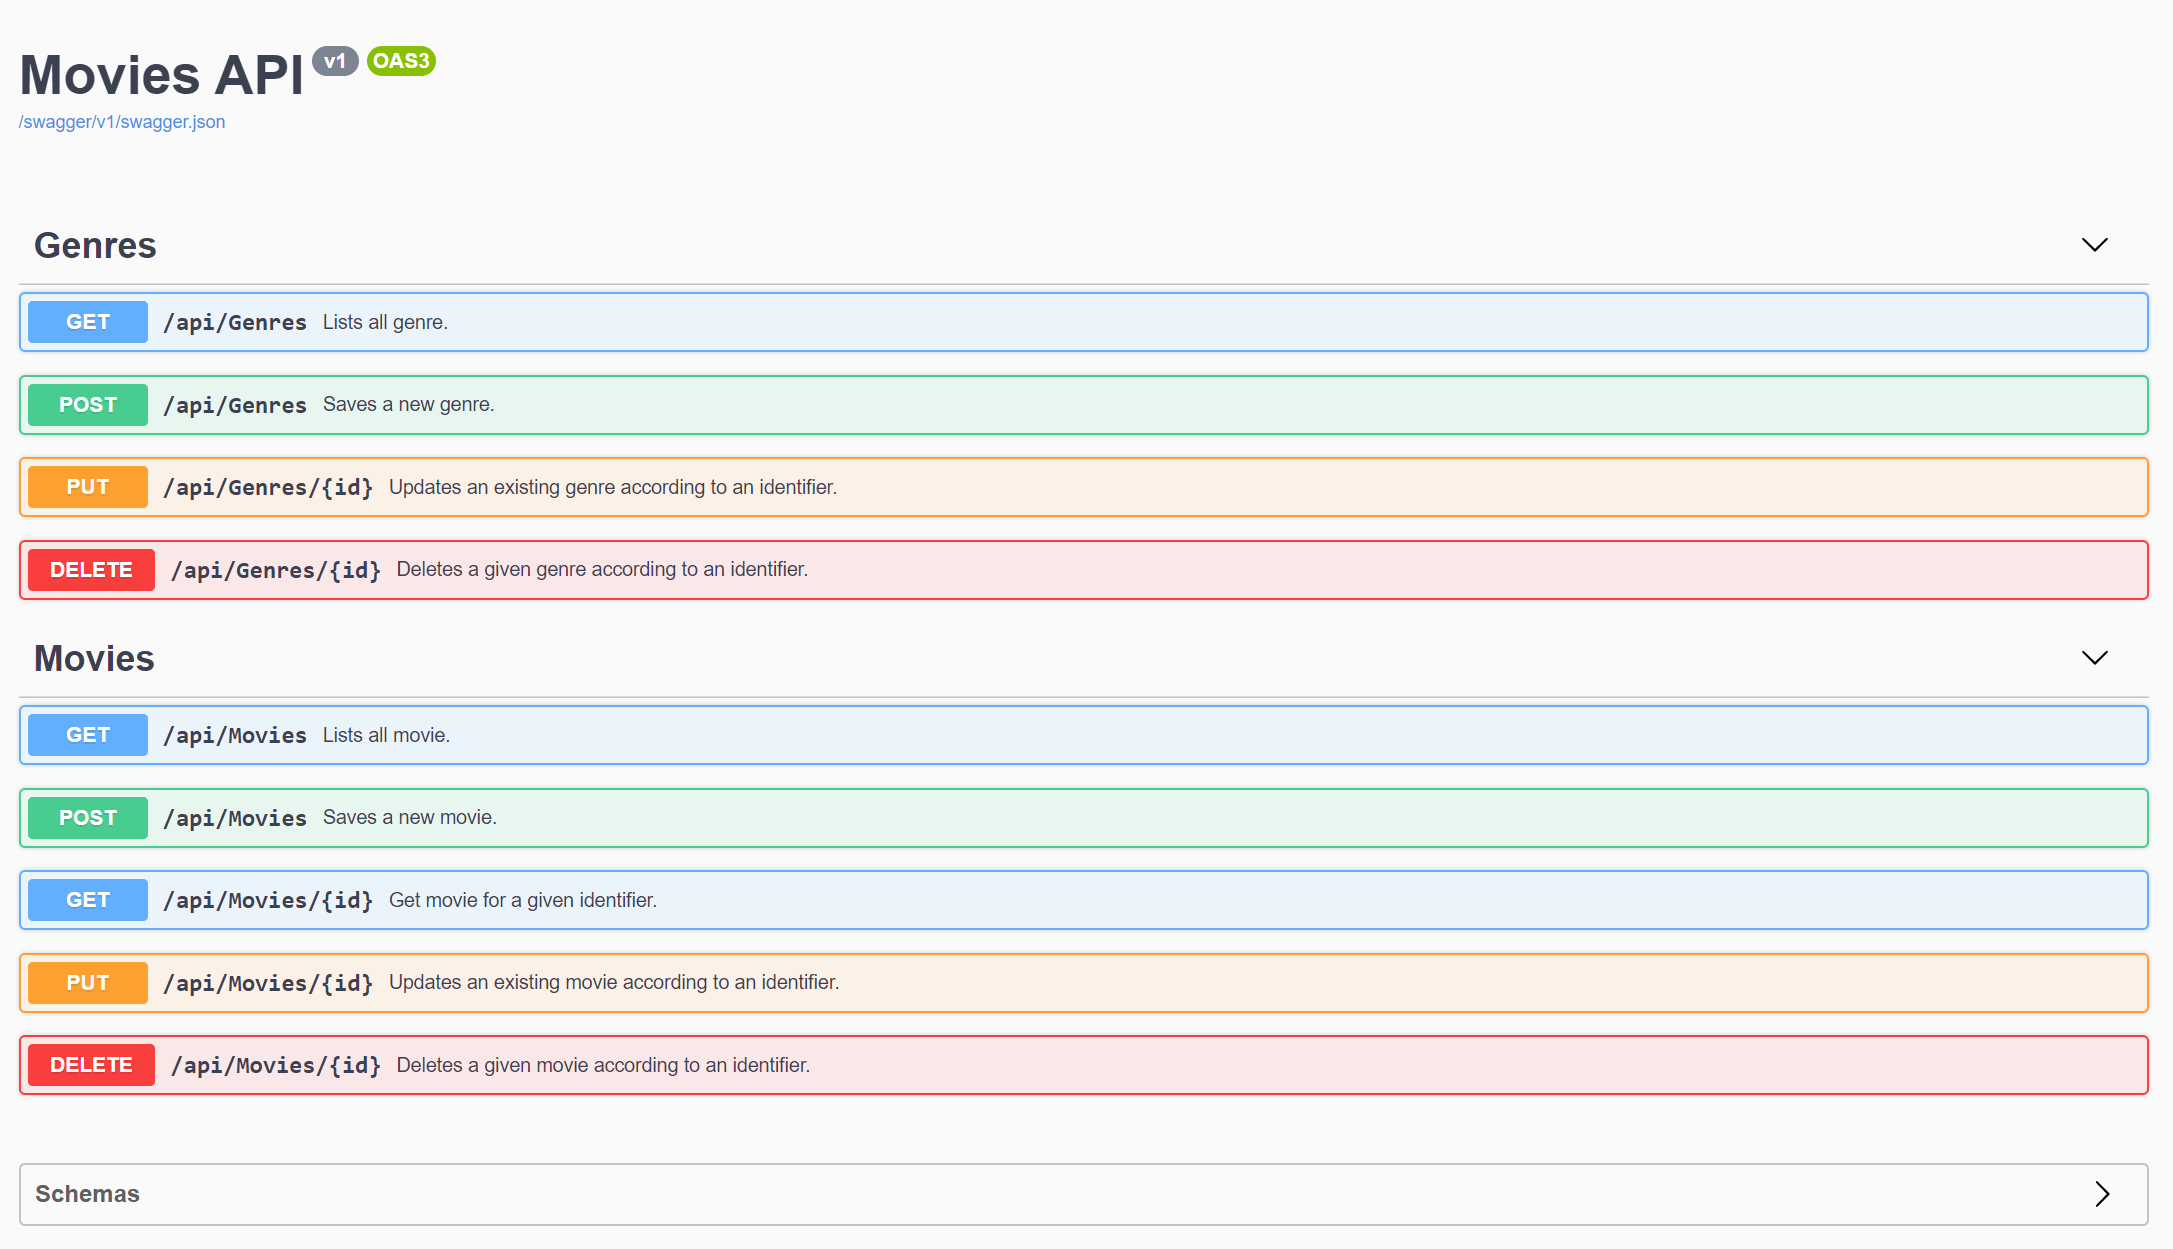 Movies API v1 OAS3
/swagger/v1/swagger.json
Genres
GET /api/Genres Lists all genre.
POST /api/Genres Saves a new genre.
PUT /api/Genres/{id} Updates an existing genre according to an identifier.
DELETE /api/Genres/{id} Deletes a given genre according to an identifier.
Movies
GET /api/Movies Lists all movie.
POST /api/Movies Saves a new movie.
GET /api/Movies/{id} Get movie for a given identifier.
PUT /api/Movies/{id} Updates an existing movie according to an identifier.
DELETE /api/Movies/{id} Deletes a given movie according to an identifier.
Schemas